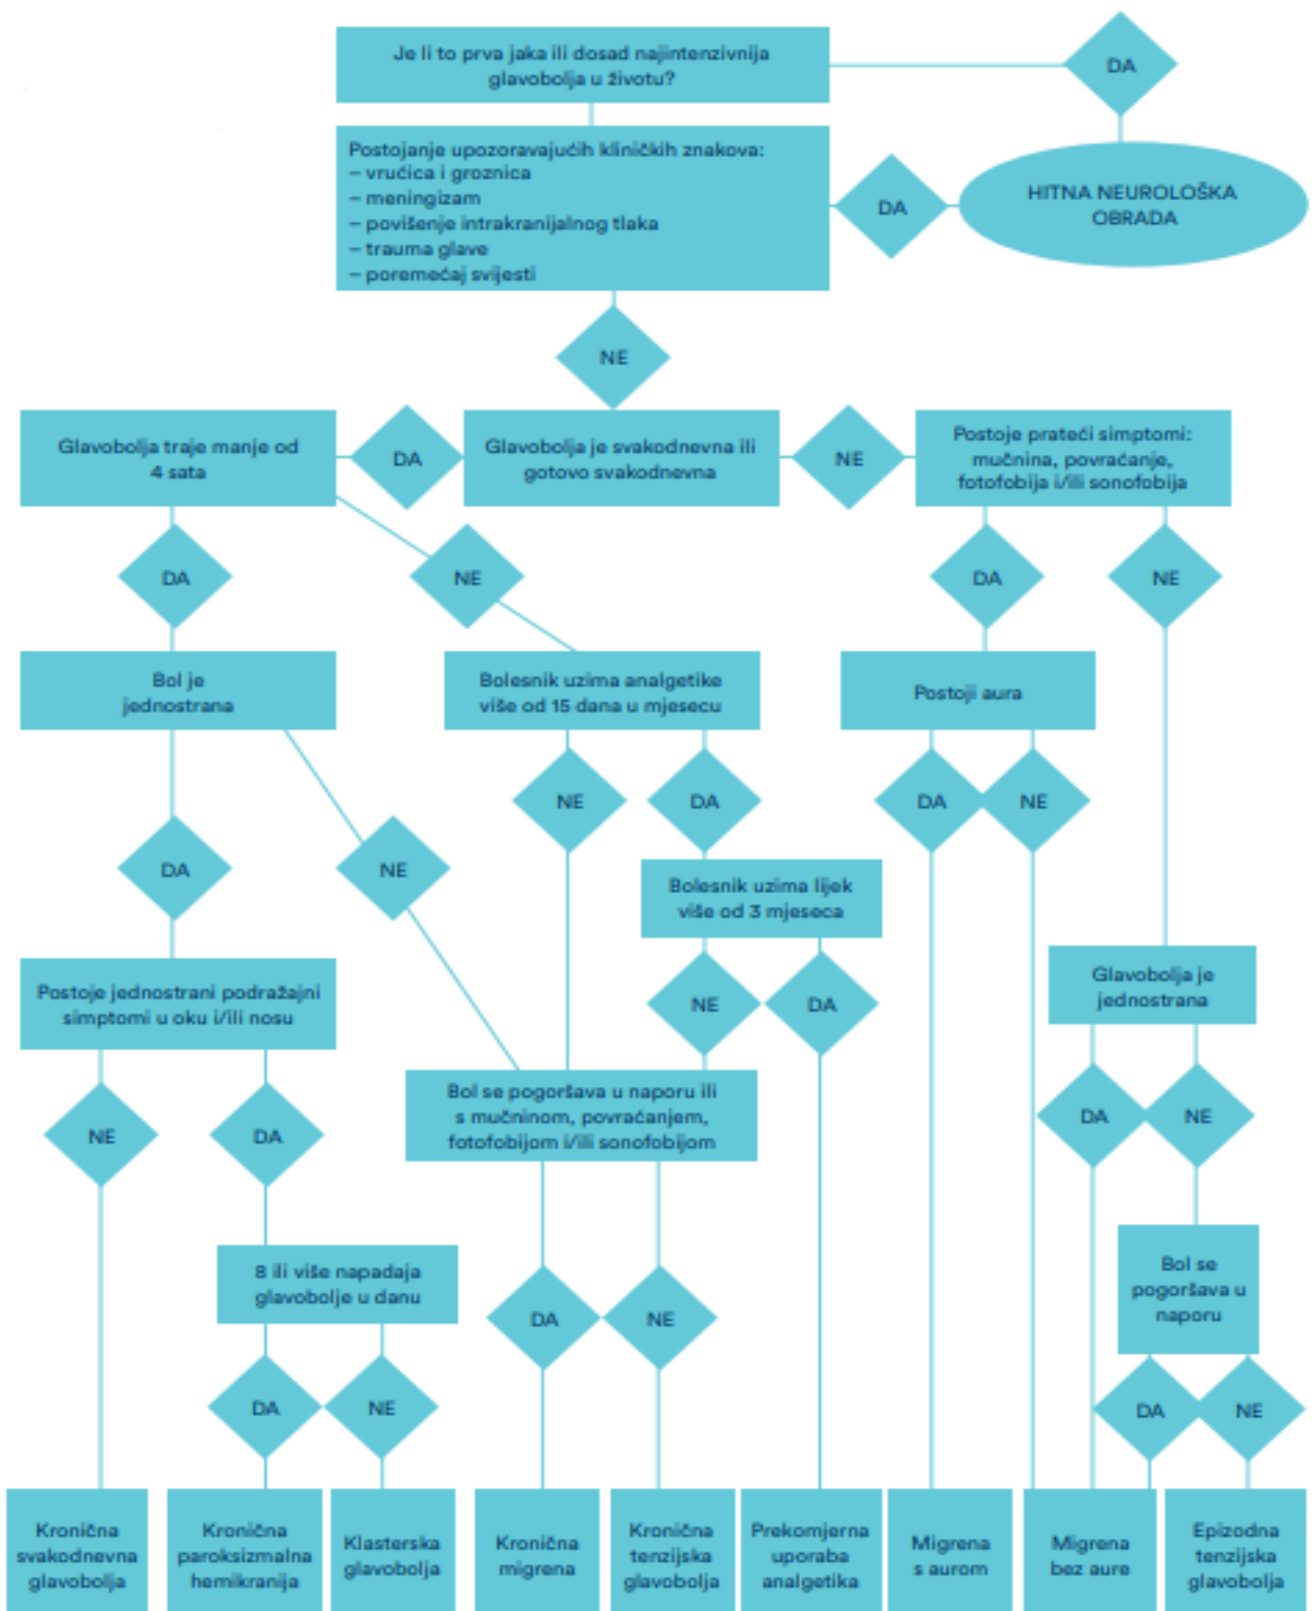 Je li to prva jaka ili dosad najintenzivnija
glavobolja u životu?
DA
Postojanje upozoravajućih kliničkih znakova:
– vrućica i groznica
– meningizam
– povišenje intrakranijalnog tlaka
– trauma glave
– poremećaj svijesti
DA
HITNA NEUROLOŠKA
OBRADA
NE
Glavobolja traje manje od
4 sata
DA
Glavobolja je svakodnevna ili
gotovo svakodnevna
NE
Postoje prateći simptomi:
mučnina, povraćanje,
fotofobija i/ili sonofobija
DA
NE
DA
NE
Bol je
jednostrana
Bolesnik uzima analgetike
više od 15 dana u mjesecu
Postoji aura
NE
DA
DA
NE
DA
NE
Bolesnik uzima lijek
više od 3 mjeseca
Postoje jednostrani podražajni
simptomi u oku i/ili nosu
NE
DA
Glavobolja je
jednostrana
NE
DA
Bol se pogoršava u naporu ili
s mučninom, povraćanjem,
fotofobijom i/ili sonofobijom
DA
NE
8 ili više napadaja
glavobolje u danu
DA
NE
Bol se
pogoršava u
naporu
DA
NE
DA
NE
Kronična
svakodnevna
glavobolja
Kronična
paroksizmalna
hemikranija
Klasterska
glavobolja
Kronična
migrena
Kronična
tenzijska
glavobolja
Prekomjerna
uporaba
analgetika
Migrena
s aurom
Migrena
bez aure
Epizodna
tenzijska
glavobolja